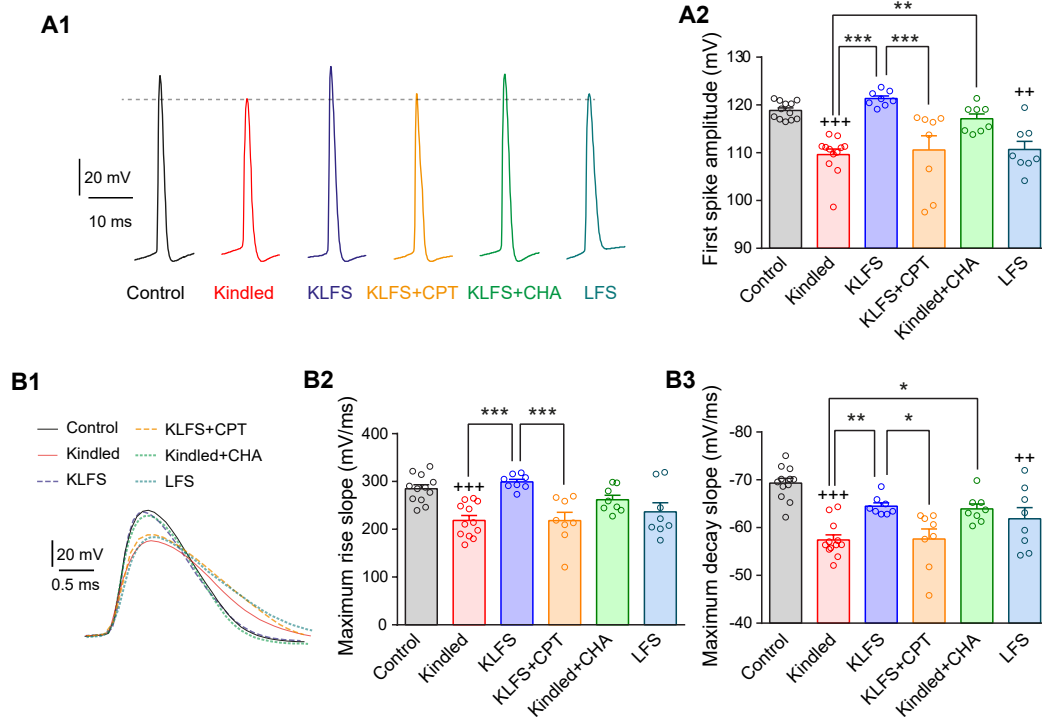 A1
20 mV
10 ms
Control
Kindled
KLFS
KLFS+CPT
KLFS+CHA
LFS
A2
First spike amplitude (mV)
130
120
110
100
90
**
***
***
+++
++
Control
Kindled
KLFS
KLFS+CPT
Kindled+CHA
LFS
B1
Control
Kindled
KLFS
KLFS+CPT
Kindled+CHA
LFS
20 mV
0.5 ms
B2
Maximum rise slope (mV/ms)
400
300
200
100
0
***
***
+++
Control
Kindled
KLFS
KLFS+CPT
Kindled+CHA
LFS
B3
Maximum decay slope (mV/ms)
-80
-70
-60
-50
-40
*
**
*
+++
++
Control
Kindled
KLFS
KLFS+CPT
Kindled+CHA
LFS